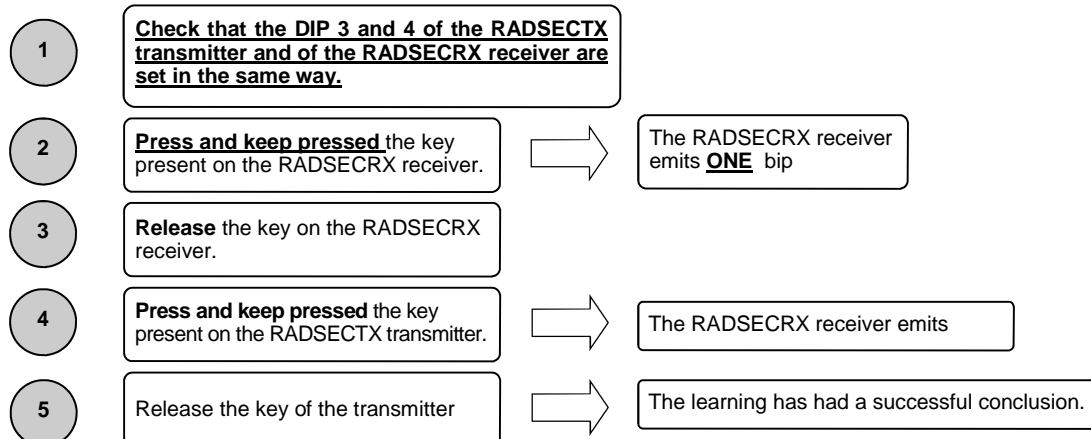 1
Check that the DIP 3 and 4 of the RADSECTX
transmitter and of the RADSECRX receiver are
set in the same way.
2
Press and keep pressed the key
present on the RADSECRX receiver.
The RADSECRX receiver
emits ONE bip
3
Release the key on the RADSECRX
receiver.
4
Press and keep pressed the key
present on the RADSECTX transmitter.
The RADSECRX receiver emits
5
Release the key of the transmitter
The learning has had a successful conclusion.